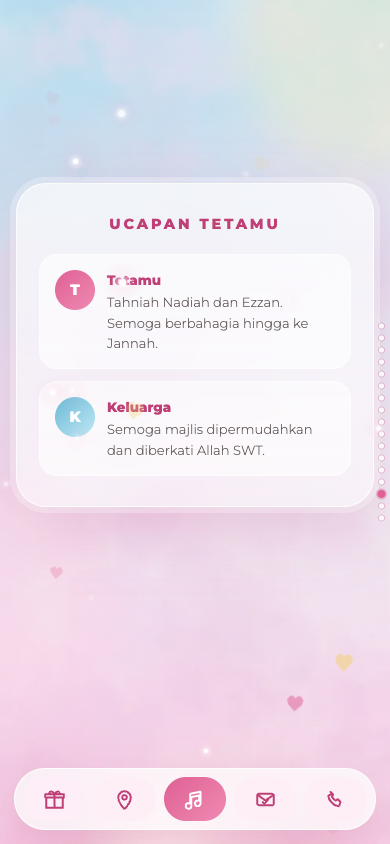 UCAPAN TETAMU
T
Tetamu
Tahniah Nadiah dan Ezzan.
Semoga berbahagia hingga ke
Jannah.
K
Keluarga
Semoga majlis dipermudahkan
dan diberkati Allah SWT.